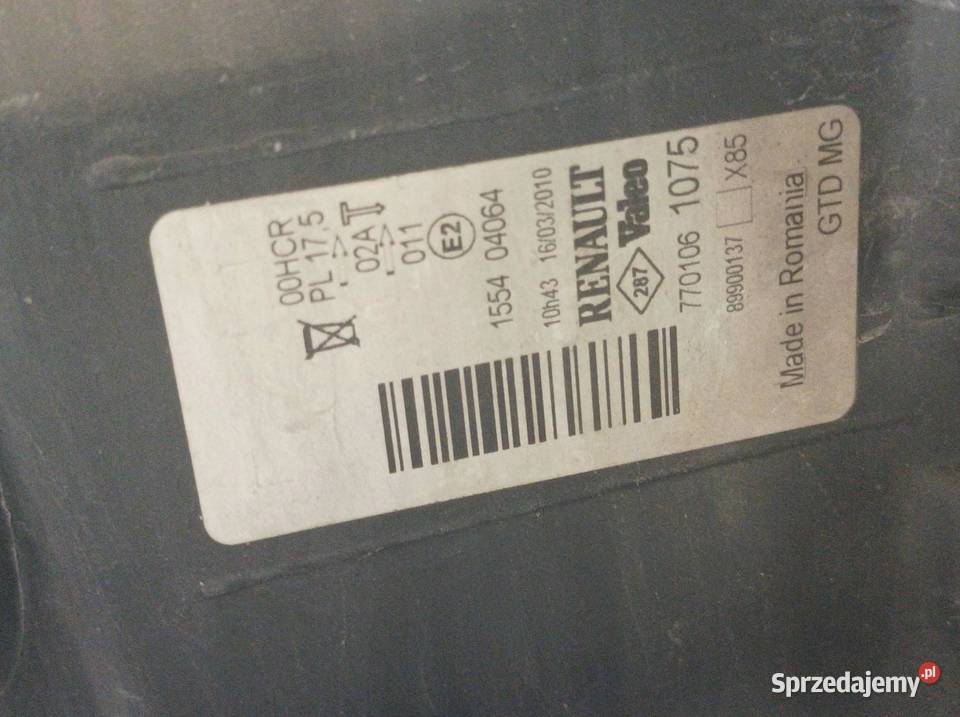 00HCR
PL 17.5
02A
011
E2
1554 04064
10h43 16/03/2010
RENAULT
287 Valeo
770106 1075
89900137 X85
Made in Romania
GTD MG
Sprzedajemy.pl